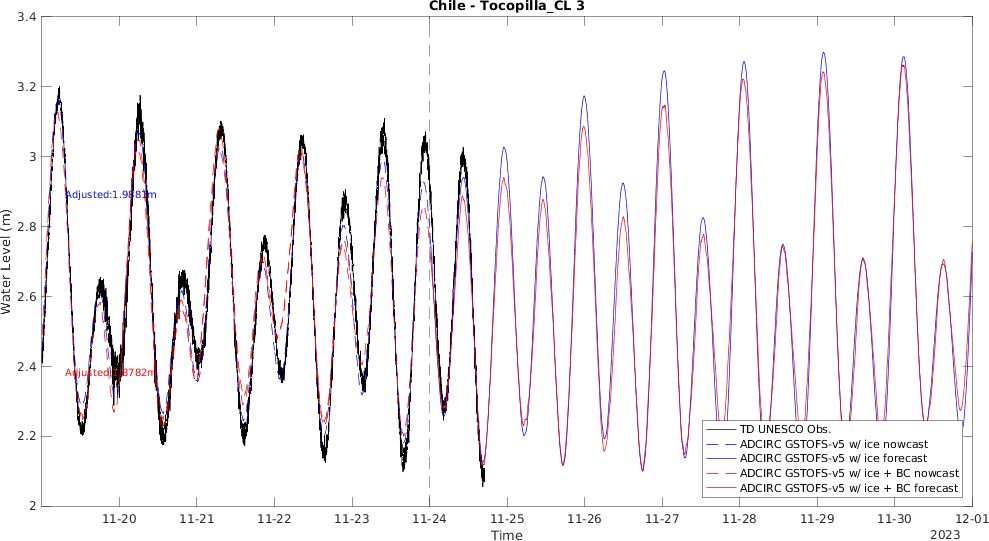 Chile - Tocopilla_CL 3
3.4
3.2
3
2.8
2.6
2.4
2.2
2
Water Level (m)
Adjusted:1.9881m
TD UNESCO Obs.
ADCIRC GSTOFS-v5 w/ ice nowcast
ADCIRC GSTOFS-v5 w/ ice forecast
ADCIRC GSTOFS-v5 w/ ice + BC nowcast
ADCIRC GSTOFS-v5 w/ ice + BC forecast
11-20
11-21
11-22
11-23
11-24
11-25
11-26
11-27
11-28
11-29
11-30
12-01
Time
2023